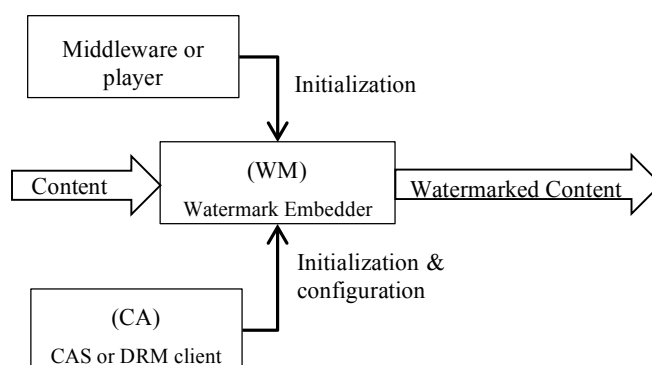 Middleware or
player
Initialization
Content
(WM)
Watermark Embedder
Watermarked Content
Initialization &
configuration
(CA)
CAS or DRM client